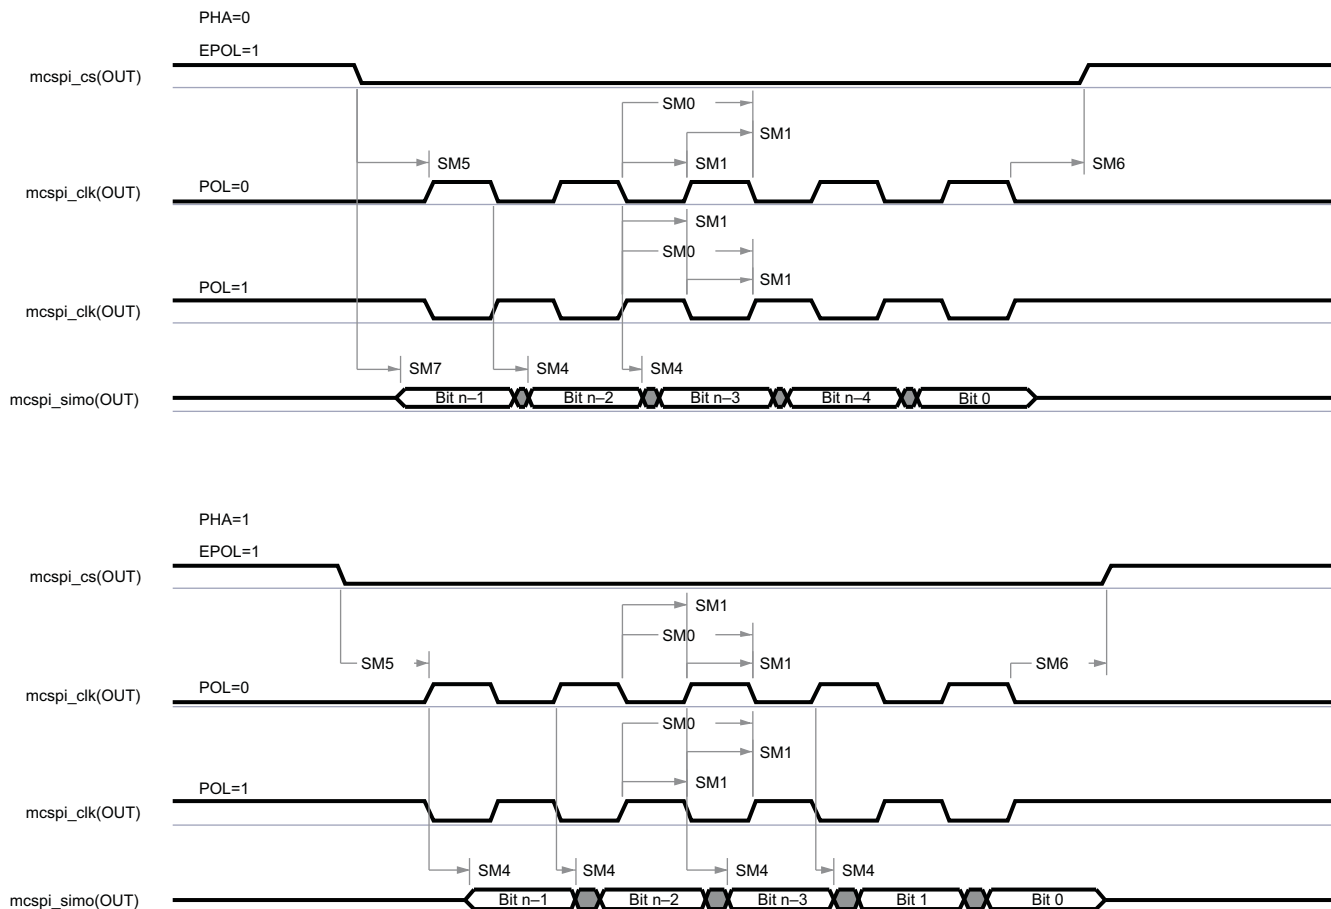 PHA=0
EPOL=1
mcspi_cs(OUT)
SM0
SM1
SM5 SM1 SM6
mcspi_clk(OUT) POL=0
SM1
SM0
SM1
POL=1
mcspi_clk(OUT)
SM7 SM4 SM4
mcspi_simo(OUT) Bit n–1 Bit n–2 Bit n–3 Bit n–4 Bit 0
PHA=1
EPOL=1
mcspi_cs(OUT)
SM1
SM0
SM5 SM1 SM6
mcspi_clk(OUT) POL=0
SM0
SM1
SM1
POL=1
mcspi_clk(OUT)
SM4 SM4 SM4 SM4
mcspi_simo(OUT) Bit n–1 Bit n–2 Bit n–3 Bit 1 Bit 0